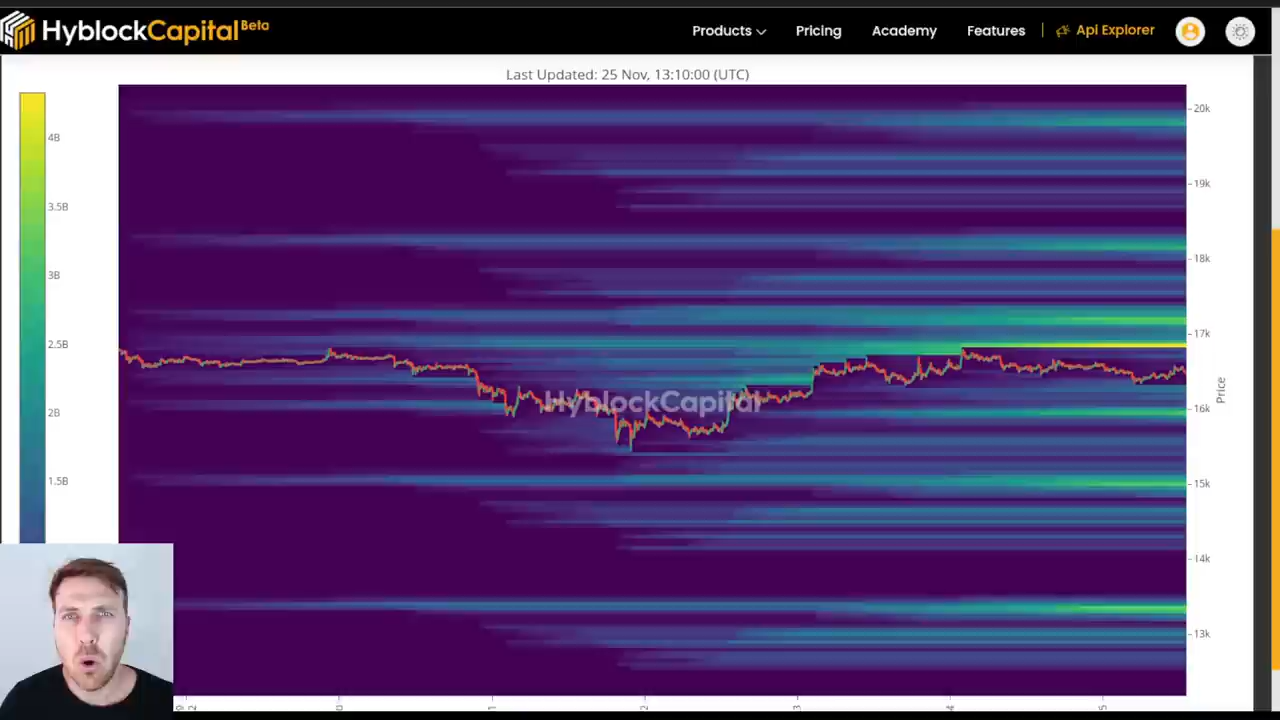 HyblockCapital Beta
Products Pricing Academy Features Api Explorer
Last Updated: 25 Nov, 13:10:00 (UTC)
4B
3.5B
3B
2.5B
2B
1.5B
20k
19k
18k
17k
16k
15k
14k
13k
Price
HyblockCapital